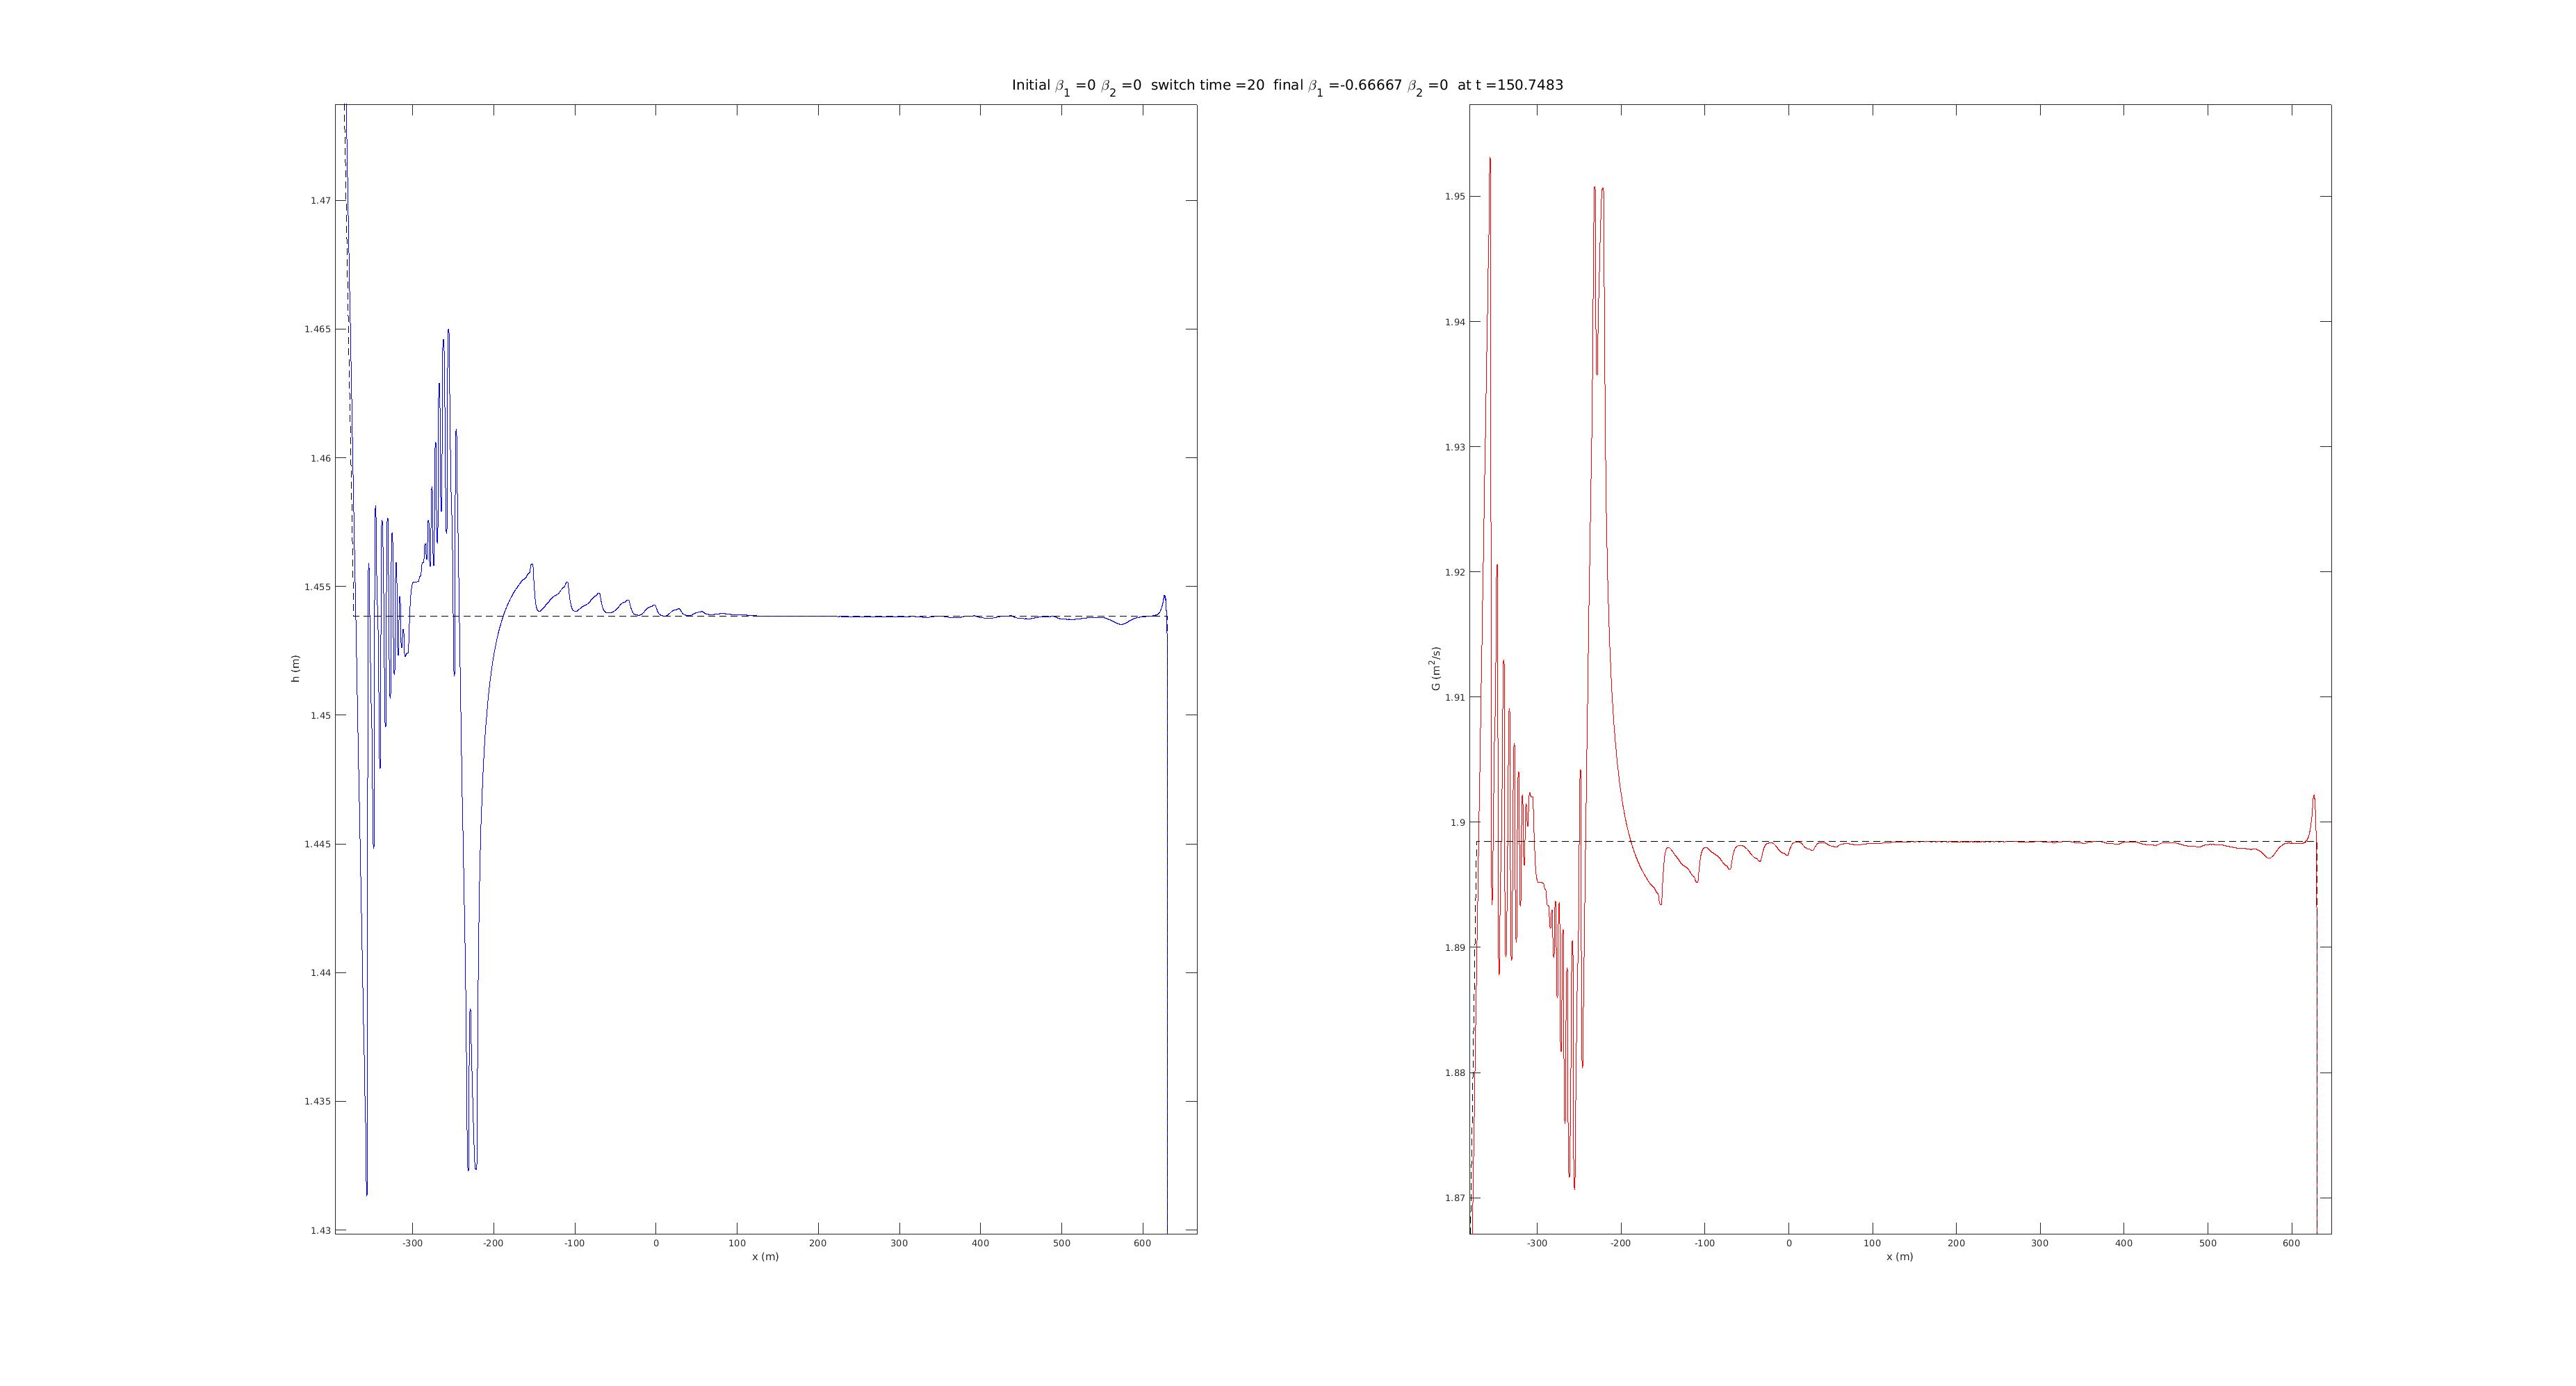 Initial β1 =0 β2 =0 switch time =20 final β1 =-0.66667 β2 =0 at t =150.7483
h (m)
1.47
1.465
1.46
1.455
1.45
1.445
1.44
1.435
1.43
-300 -200 -100 0 100 200 300 400 500 600
x (m)
G (m2/s)
1.95
1.94
1.93
1.92
1.91
1.9
1.89
1.88
1.87
-300 -200 -100 0 100 200 300 400 500 600
x (m)